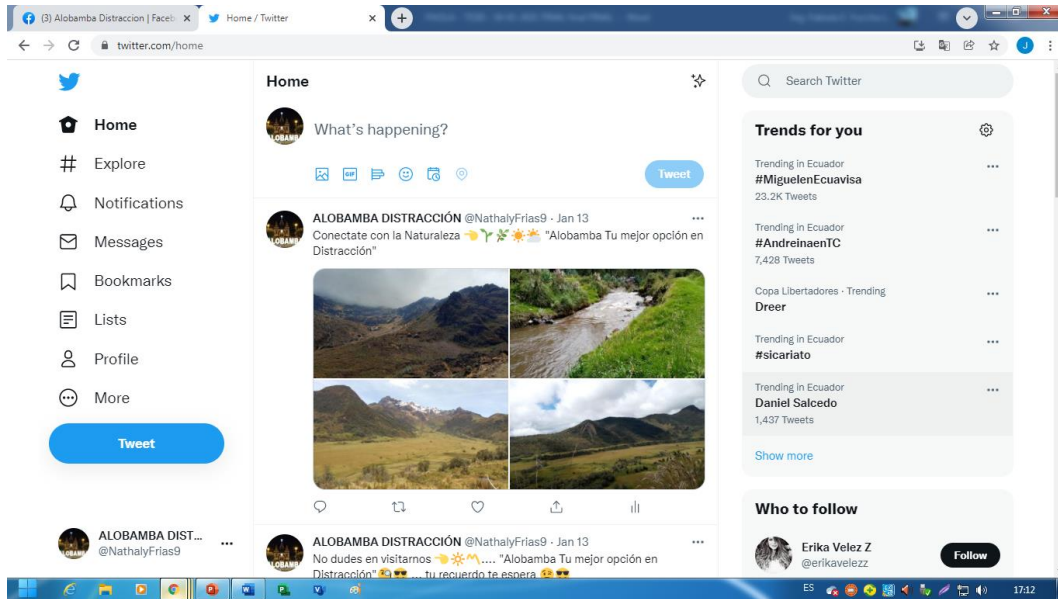 (3) Alobamba Distraccion | Faceb
Home / Twitter
twitter.com/home
J
Home
Explore
Notifications
Messages
Bookmarks
Lists
Profile
More
Tweet
ALOBAMBA DIST...
@NathalyFrias9
Home
What's happening?
GIF
Tweet
ALOBAMBA DISTRACCIÓN @NathalyFrias9 · Jan 13
Conectate con la Naturaleza "Alobamba Tu mejor opción en
Distracción"
ALOBAMBA DISTRACCIÓN @NathalyFrias9 · Jan 13
No dudes en visitarnos .... "Alobamba Tu mejor opción en
Distracción" ... tu recuerdo te espera
Search Twitter
Trends for you
Trending in Ecuador
#MiguelenEcuavisa
23.2K Tweets
Trending in Ecuador
#AndreinaenTC
7,428 Tweets
Copa Libertadores · Trending
Dreer
Trending in Ecuador
#sicariato
Trending in Ecuador
Daniel Salcedo
1,437 Tweets
Show more
Who to follow
Erika Velez Z
@erikavelezz
Follow
ES
17:12